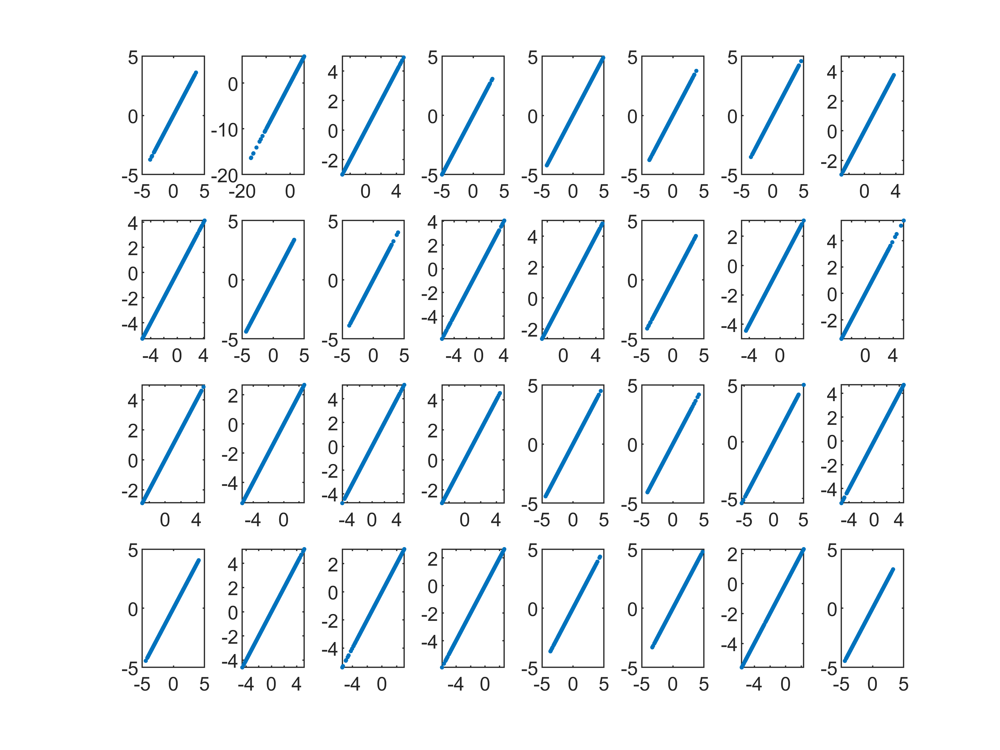 5 5 5 5 5
0 4 4
0 0 2 0 0 0 0 2
-10 0 0
-2 -2
-5 -20 -5 -5 -5 -5
-5 0 5 -20 0 0 4 -5 0 5 -5 0 5 -5 0 5 -5 0 5 0 4
4 5 5 4 4 5 2 4
2 2 2 0 2
0 0 0 0 0 0 -2 0
-2 -2
-4 -4 -2 -4 -2
-5 -5 -5
-4 0 4 -5 0 5 -5 0 5 -4 0 4 0 4 -5 0 5 -4 0 0 4
4 2 4 4 5 5 5 4
2 0 2 2 2
0 -2 0 0 0 0 0 0
-2 -2
-2 -4 -4 -2 -5 -5 -5 -4
0 4 -4 0 -4 0 4 0 4 -5 0 5 -5 0 5 -5 0 5 -4 0 4
5 4 2 2 5 5 2 5
2 0 0 0
0 0 0 0 0
-2 -2 -2 -2
-4 -4 -4 -4
-5 -5 -5 -5
-5 0 5 -4 0 4 -4 0 -4 0 -5 0 5 -5 0 5 -4 0 -5 0 5